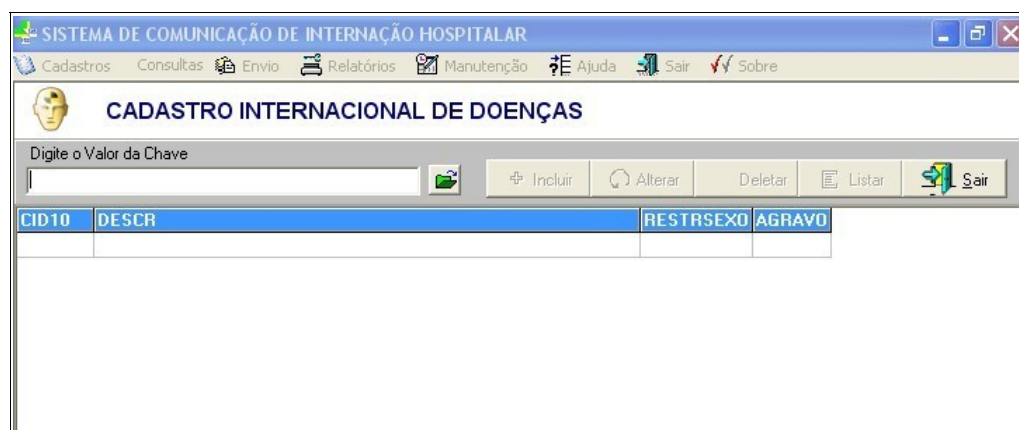 SISTEMA DE COMUNICAÇÃO DE INTERNAÇÃO HOSPITALAR
Cadastros Consultas Envio Relatórios Manutenção Ajuda Sair Sobre
CADASTRO INTERNACIONAL DE DOENÇAS
Digite o Valor da Chave
Incluir Alterar Deletar Listar Sair
CID10 DESCR RESTRSEXO AGRAVO